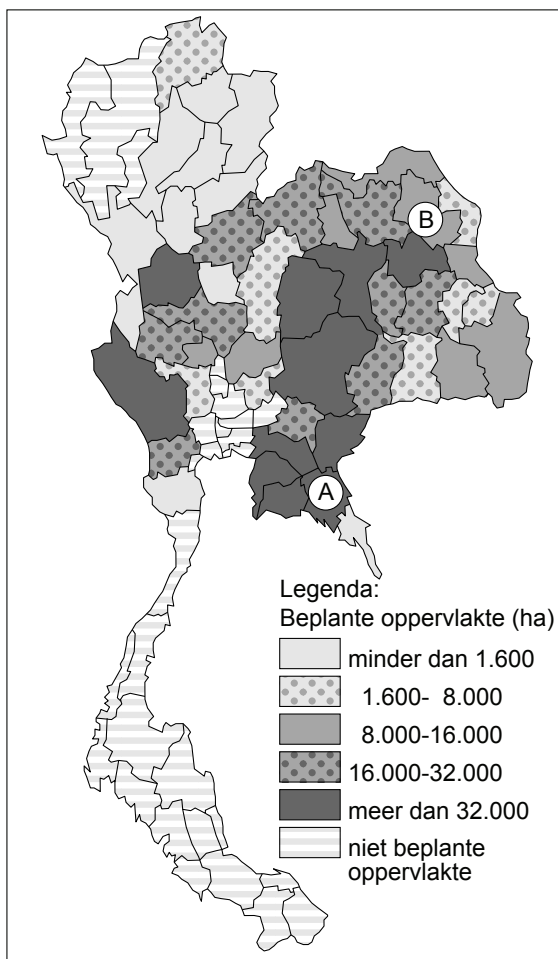 B
A
Legenda:
Beplante oppervlakte (ha)
minder dan 1.600
1.600- 8.000
8.000-16.000
16.000-32.000
meer dan 32.000
niet beplante
oppervlakte